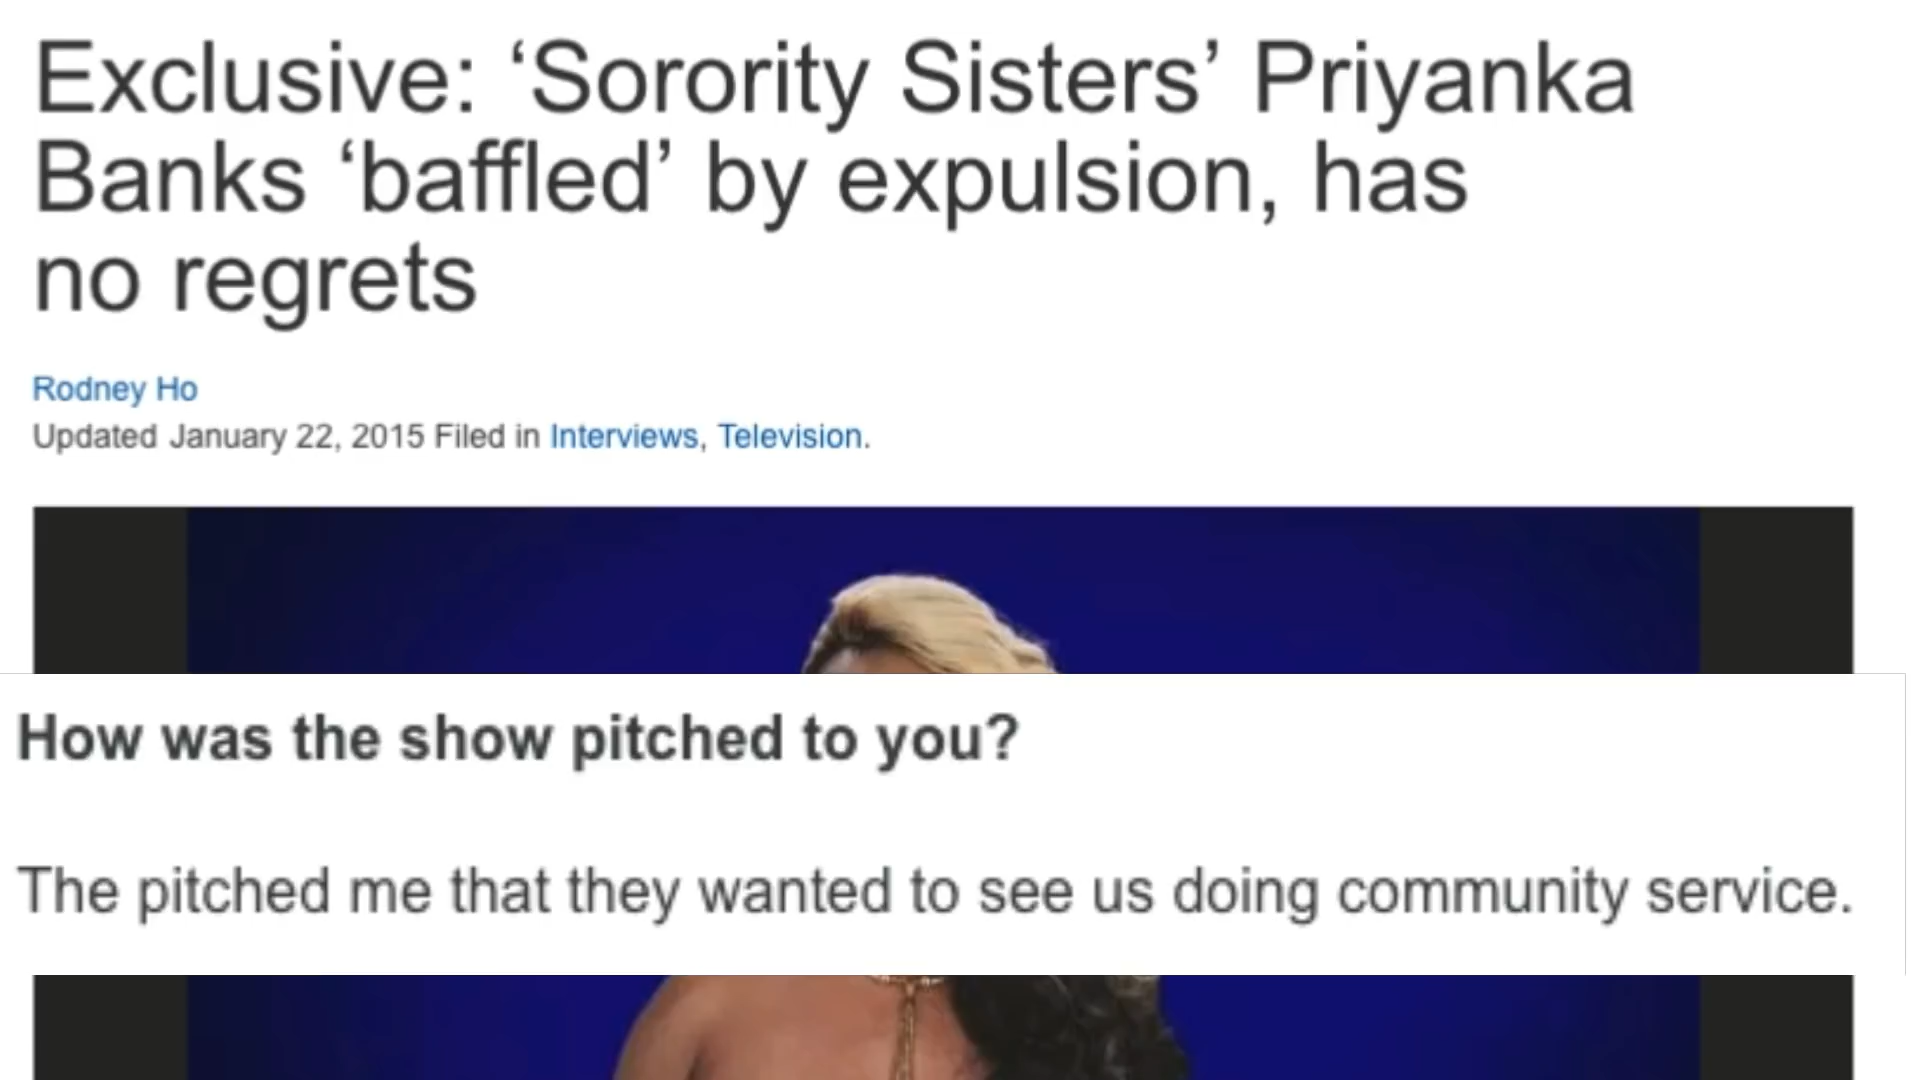 Exclusive: ‘Sorority Sisters’ Priyanka
Banks ‘baffled’ by expulsion, has
no regrets
Rodney Ho
Updated January 22, 2015 Filed in Interviews, Television.
How was the show pitched to you?
The pitched me that they wanted to see us doing community service.